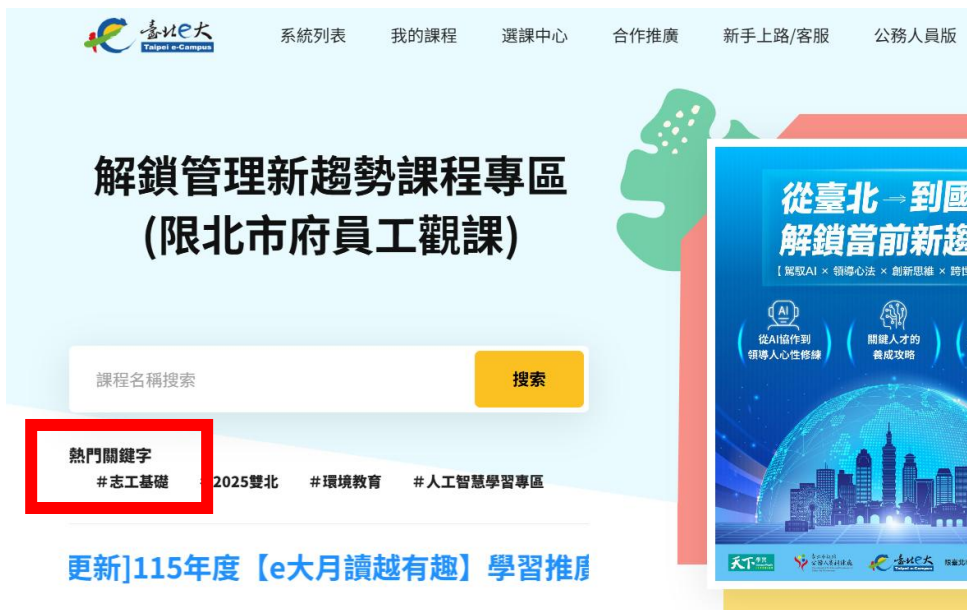 臺北e大
Taipei e-Campus
系統列表
我的課程
選課中心
合作推廣
新手上路/客服
公務人員版
解鎖管理新趨勢課程專區
(限北市府員工觀課)
課程名稱搜索
搜索
熱門關鍵字
#志工基礎
2025雙北
#環境教育
#人工智慧學習專區
更新]115年度【e大月讀越有趣】學習推
從臺北→到
解鎖當前新
【 駕馭AI × 領導心法 × 創新思維 ×
AI
從AI協作到
領導人心性修練
關鍵人才的
養成攻略
天下
臺北e大
Taipei e-Campus